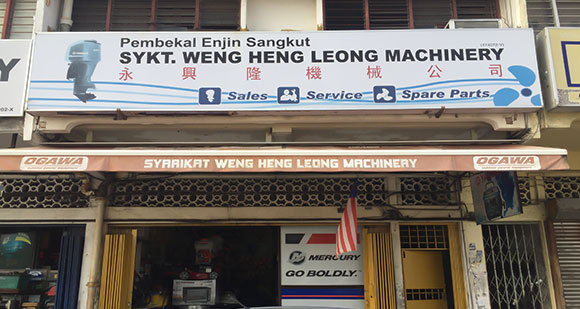 Pembekal Enjin Sangkut
SYKT. WENG HENG LEONG MACHINERY
永興隆機械公司
Sales Service Spare Parts
OGAWA SYARIKAT WENG HENG LEONG MACHINERY OGAWA
MERCURY
GO BOLDLY.